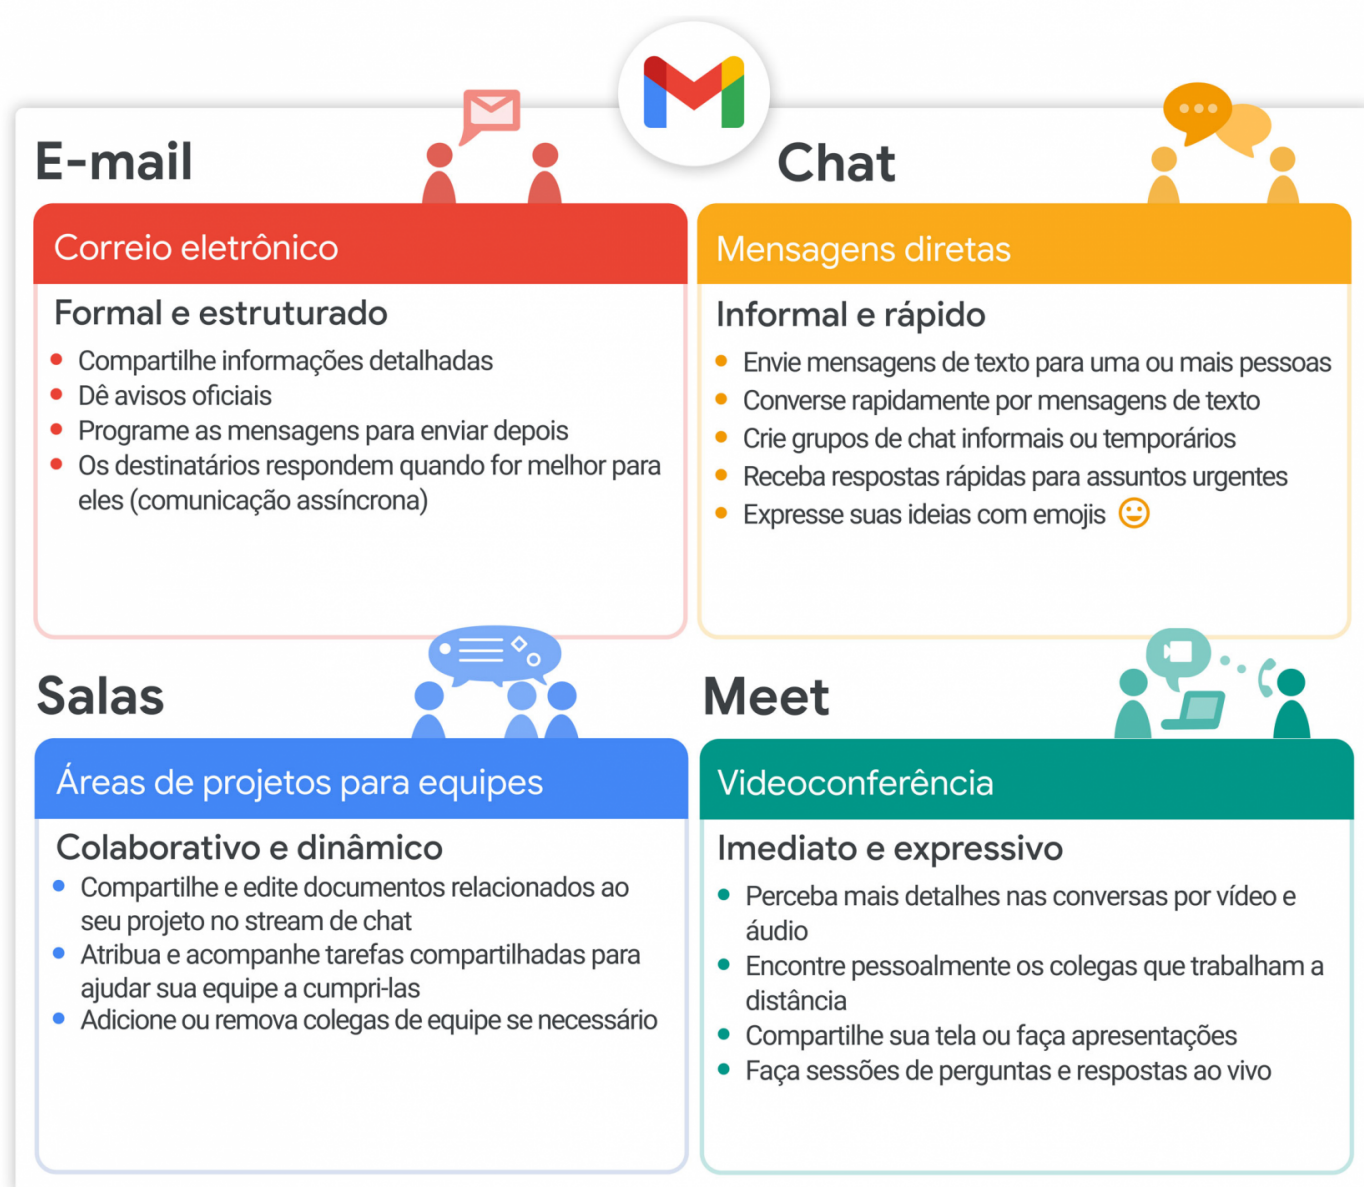 E-mail
Correio eletrônico
Formal e estruturado
Compartilhe informações detalhadas
Dê avisos oficiais
Programe as mensagens para enviar depois
Os destinatários respondem quando for melhor para
eles (comunicação assíncrona)
Chat
Mensagens diretas
Informal e rápido
Envie mensagens de texto para uma ou mais pessoas
Converse rapidamente por mensagens de texto
Crie grupos de chat informais ou temporários
Receba respostas rápidas para assuntos urgentes
Expresse suas ideias com emojis
Salas
Áreas de projetos para equipes
Colaborativo e dinâmico
Compartilhe e edite documentos relacionados ao
seu projeto no stream de chat
Atribua e acompanhe tarefas compartilhadas para
ajudar sua equipe a cumpri-las
Adicione ou remova colegas de equipe se necessário
Meet
Videoconferência
Imediato e expressivo
Perceba mais detalhes nas conversas por vídeo e
áudio
Encontre pessoalmente os colegas que trabalham a
distância
Compartilhe sua tela ou faça apresentações
Faça sessões de perguntas e respostas ao vivo